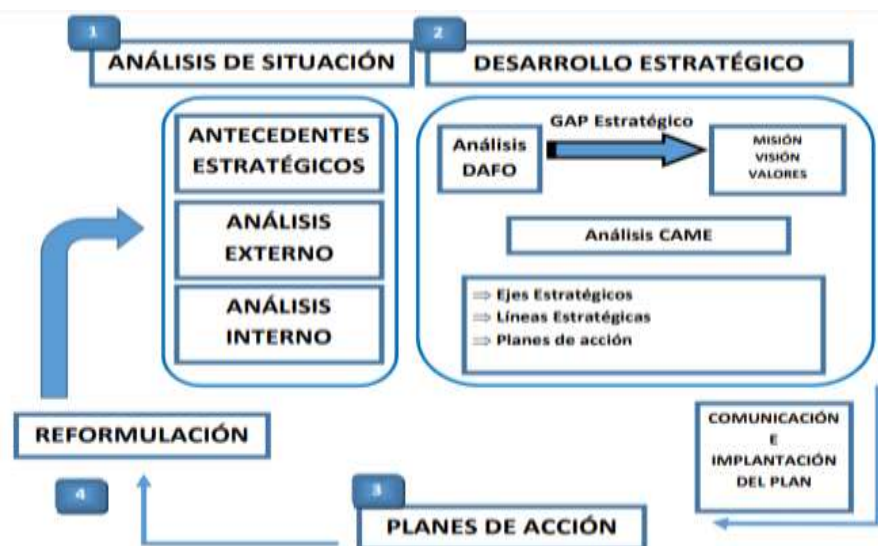 1
ANÁLISIS DE SITUACIÓN
ANTECEDENTES
ESTRATÉGICOS
ANÁLISIS
EXTERNO
ANÁLISIS
INTERNO
2
DESARROLLO ESTRATÉGICO
Análisis
DAFO
GAP Estratégico
MISIÓN
VISIÓN
VALORES
Análisis CAME
⇒ Ejes Estratégicos
⇒ Líneas Estratégicas
⇒ Planes de acción
COMUNICACIÓN
E
IMPLANTACIÓN
DEL PLAN
3
PLANES DE ACCIÓN
4
REFORMULACIÓN